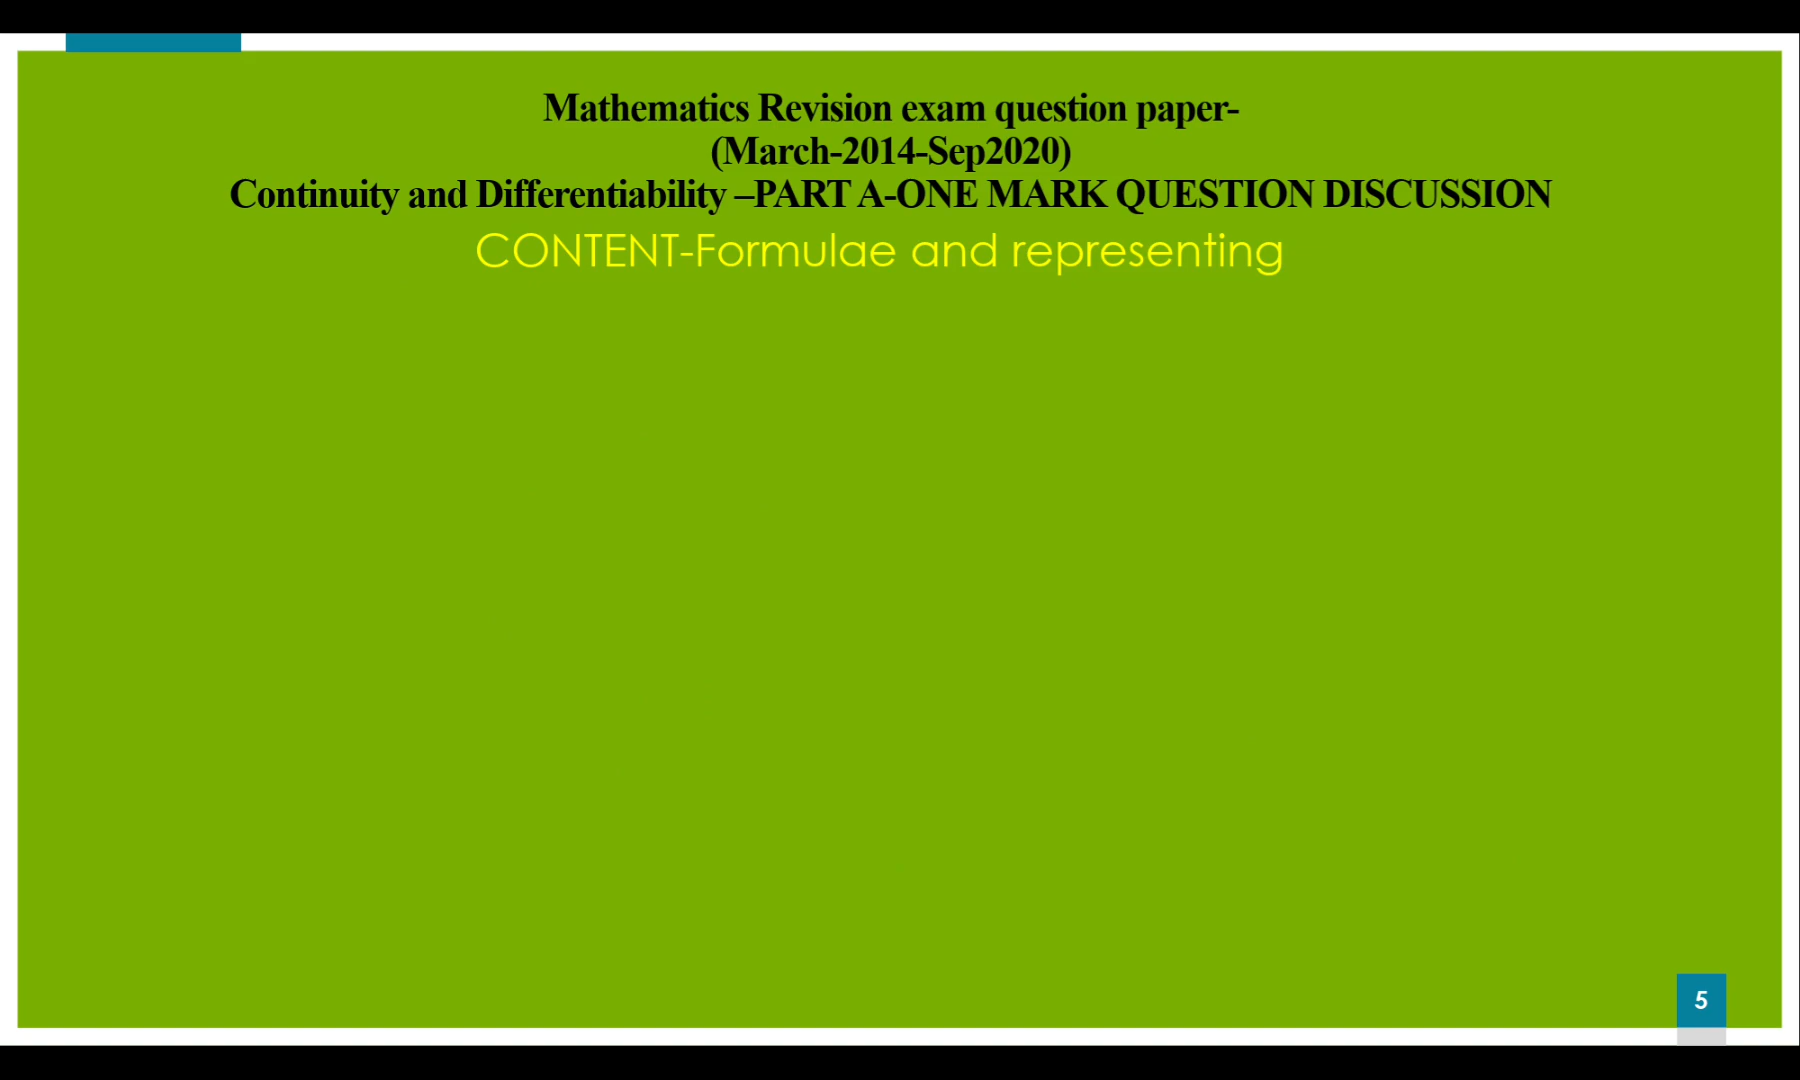 Mathematics Revision exam question paper-
(March-2014-Sep2020)
Continuity and Differentiability –PART A-ONE MARK QUESTION DISCUSSION
CONTENT-Formulae and representing
5